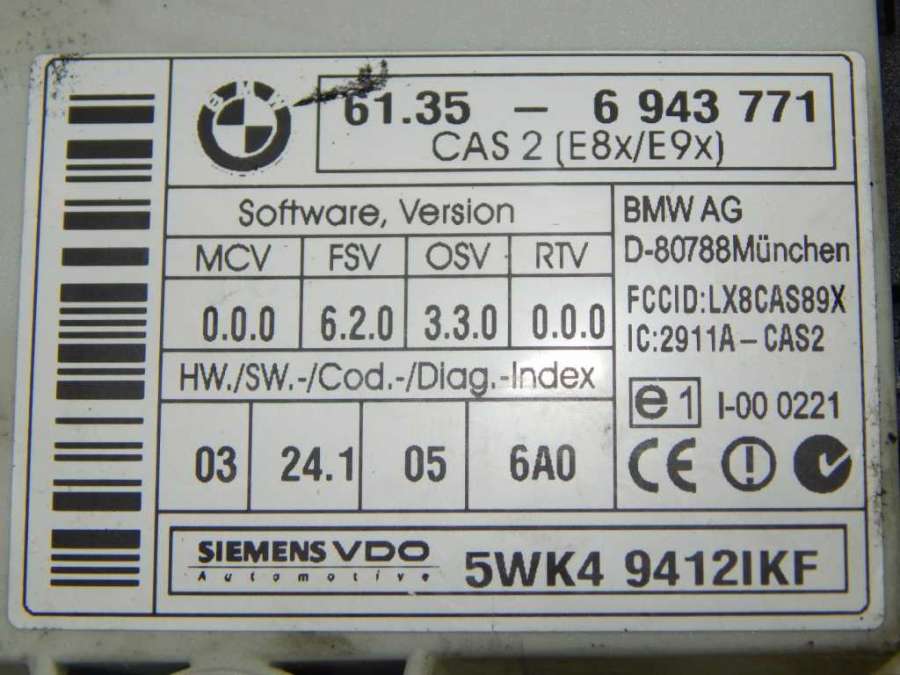 BMW
61.35 – 6 943 771
CAS 2 (E8x/E9x)
Software, Version
MCV FSV OSV RTV
0.0.0 6.2.0 3.3.0 0.0.0
HW./SW.-/Cod.-/Diag.-Index
03 24.1 05 6A0
BMW AG
D-80788München
FCCID:LX8CAS89X
IC:2911A – CAS2
e1 I-00 0221
CE
SIEMENS VDO
Automotive
5WK4 9412IKF